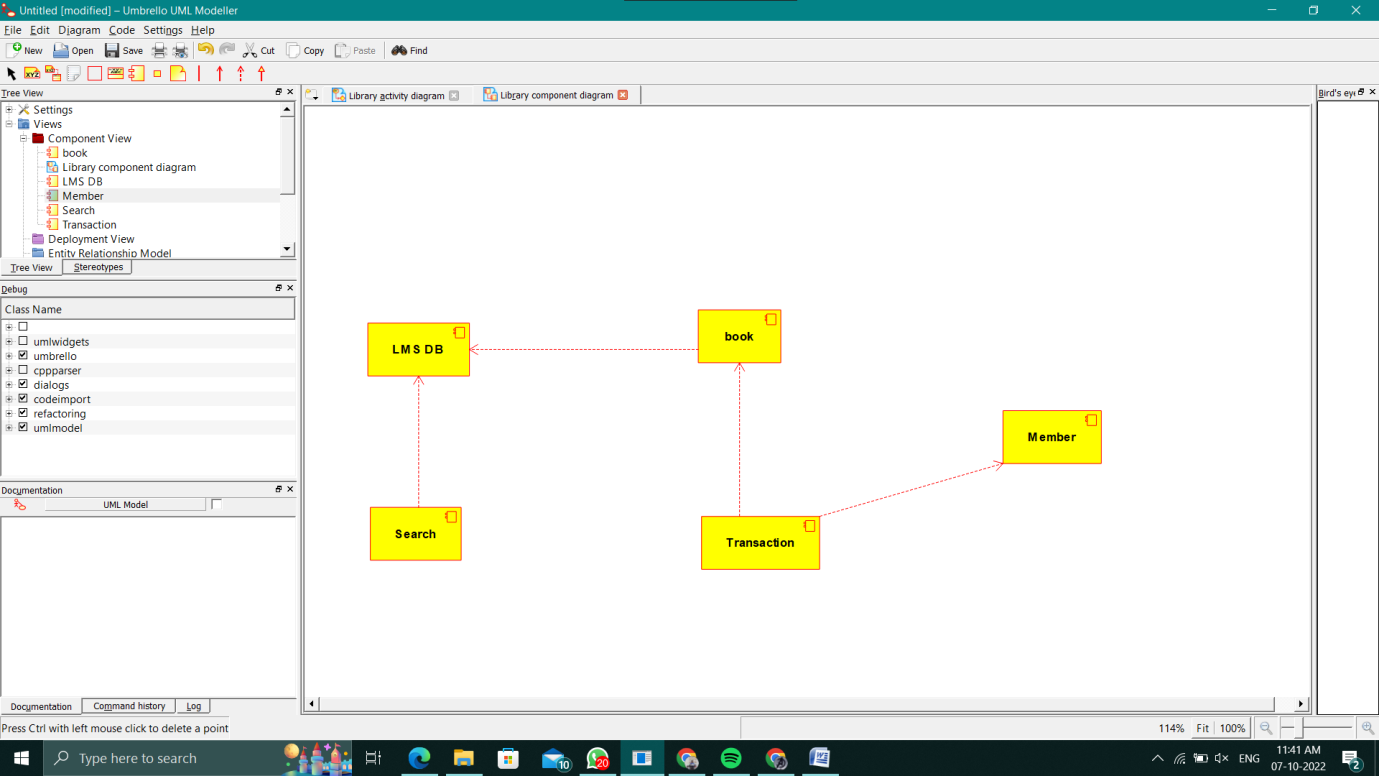 Untitled [modified] – Umbrello UML Modeller
File Edit Diagram Code Settings Help
New Open Save Cut Copy Paste Find
XYZ
Tree View
Library activity diagram Library component diagram
Bird's eye
Settings
Views
Component View
book
Library component diagram
LMS DB
Member
Search
Transaction
Deployment View
Entity Relationship Model
Tree View Stereotypes
Debug
Class Name
umlwidgets
umbrello
cppparser
dialogs
codeimport
refactoring
umlmodel
Documentation
UML Model
Documentation Command history Log
LMS DB
book
Member
Search
Transaction
Press Ctrl with left mouse click to delete a point
114% Fit 100%
Type here to search
10
20
ENG
11:41 AM
07-10-2022
2